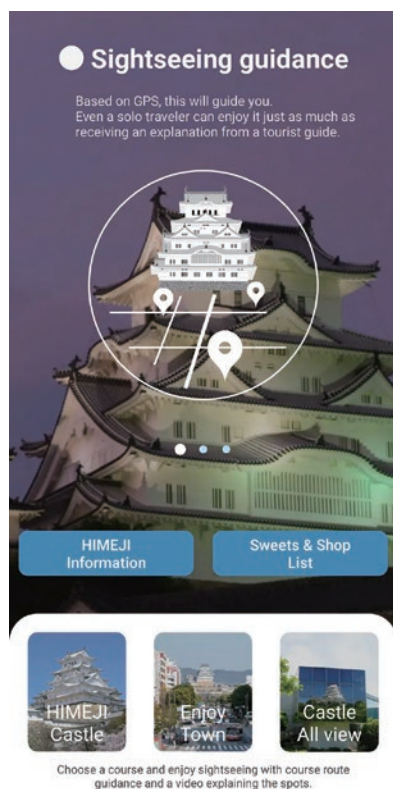 Sightseeing guidance
Based on GPS, this will guide you.
Even a solo traveler can enjoy it just as much as
receiving an explanation from a tourist guide.
HIMEJI
Information
Sweets & Shop
List
HIMEJI
Castle
Enjoy
Town
Castle
All view
Choose a course and enjoy sightseeing with course route
guidance and a video explaining the spots.